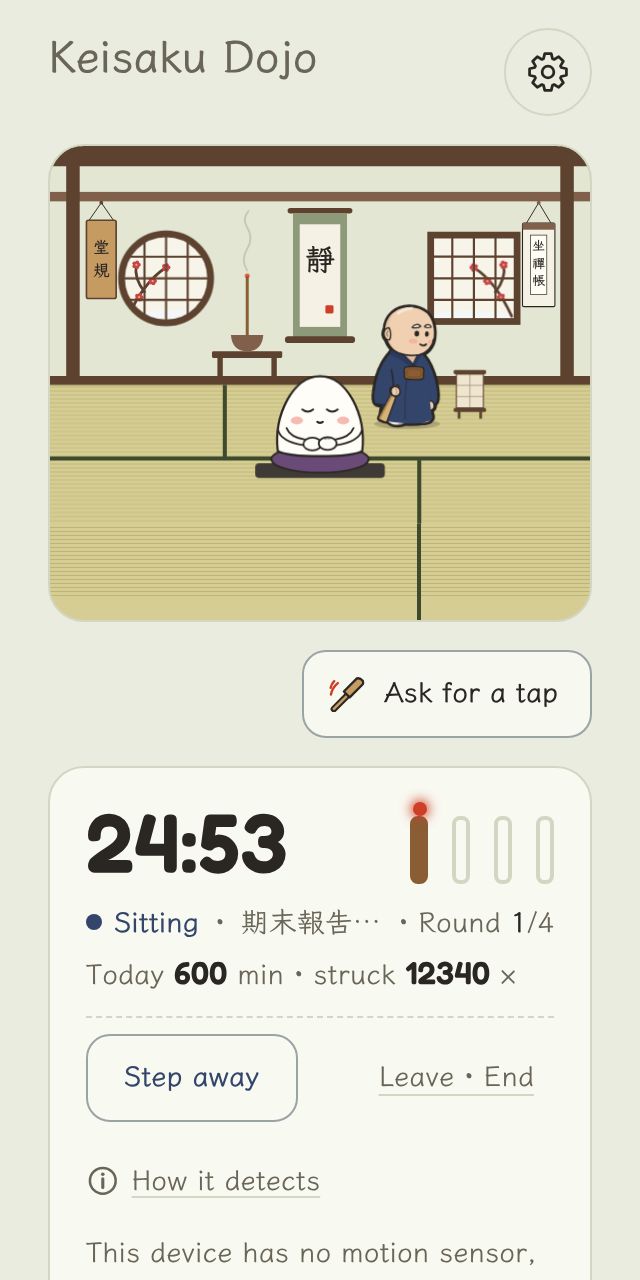 Keisaku Dojo
堂規
靜
坐禪帳
Ask for a tap
24:53
Sitting • 期末報告… • Round 1/4
Today 600 min • struck 12340 ×
Step away
Leave • End
How it detects
This device has no motion sensor,